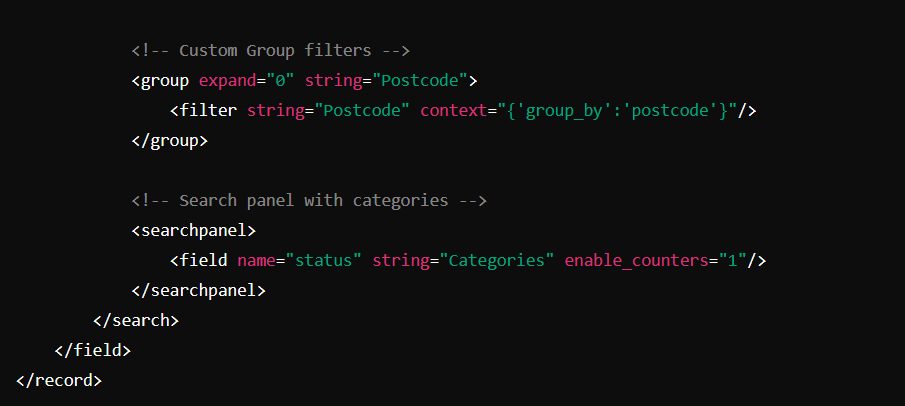 <!-- Custom Group filters -->
<group expand="0" string="Postcode">
<filter string="Postcode" context="{'group_by':'postcode'}"/>
</group>
<!-- Search panel with categories -->
<searchpanel>
<field name="status" string="Categories" enable_counters="1"/>
</searchpanel>
</search>
</field>
</record>